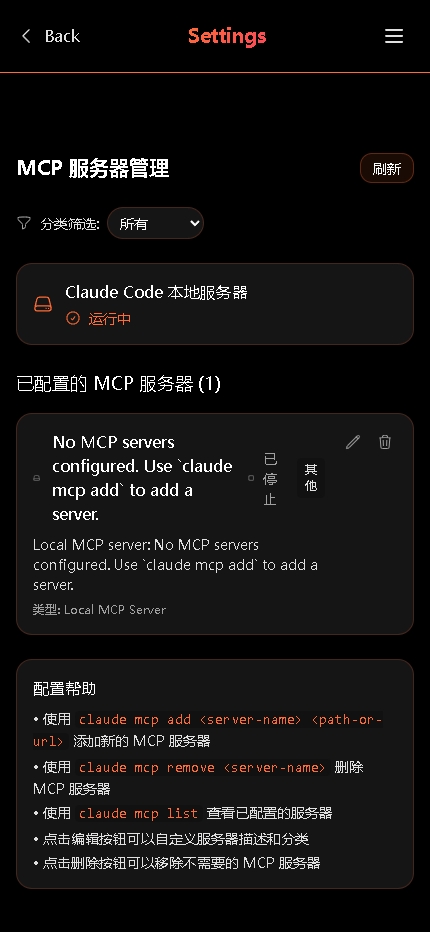 Back
Settings
MCP 服务器管理
刷新
分类筛选:
所有
Claude Code 本地服务器
运行中
已配置的 MCP 服务器 (1)
No MCP servers
configured. Use `claude
mcp add` to add a
server.
已
停
止
其
他
Local MCP server: No MCP servers
configured. Use `claude mcp add` to add a
server.
类型: Local MCP Server
配置帮助
• 使用 claude mcp add <server-name> <path-or-
url> 添加新的 MCP 服务器
• 使用 claude mcp remove <server-name> 删除
MCP 服务器
• 使用 claude mcp list 查看已配置的服务器
• 点击编辑按钮可以自定义服务器描述和分类
• 点击删除按钮可以移除不需要的 MCP 服务器